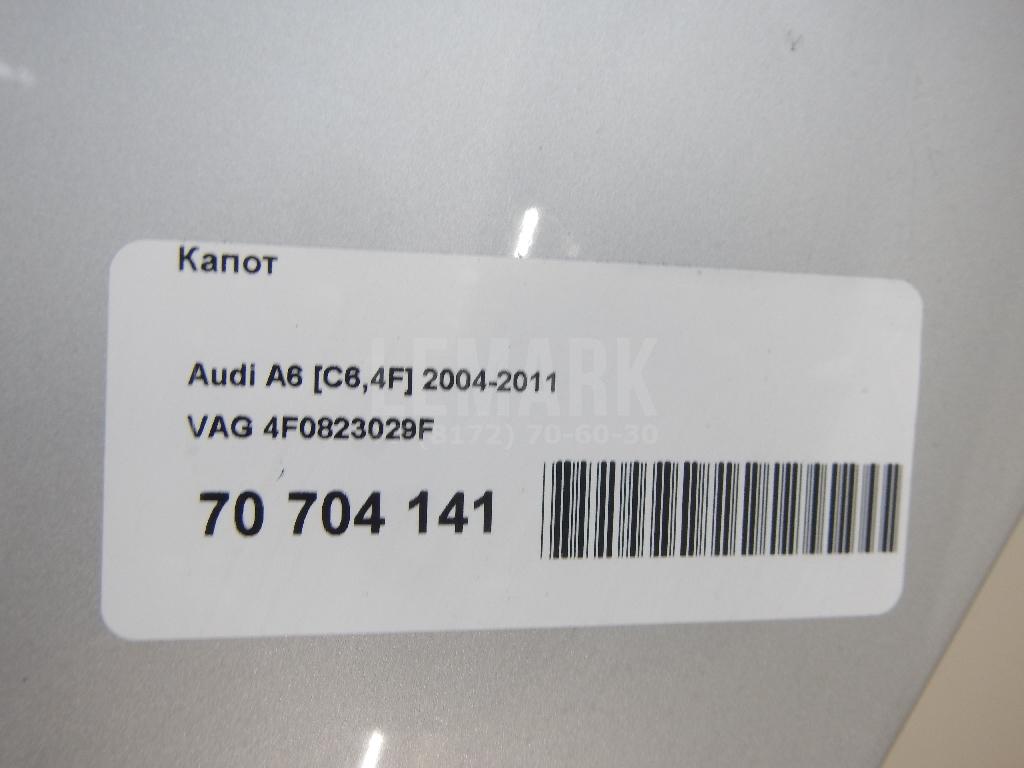 Капот
Audi A6 [C6,4F] 2004-2011
LEMARK
VAG 4F0823029F
(8172) 70-60-30
70 704 141